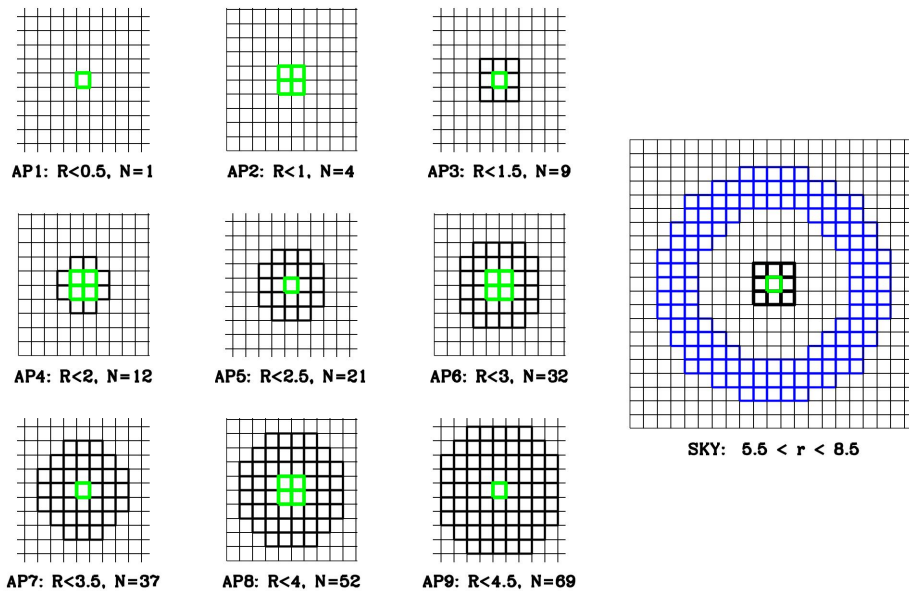 AP1: R<0.5, N=1
AP2: R<1, N=4
AP3: R<1.5, N=9
AP4: R<2, N=12
AP5: R<2.5, N=21
AP6: R<3, N=32
SKY: 5.5 < r < 8.5
AP7: R<3.5, N=37
AP8: R<4, N=52
AP9: R<4.5, N=69